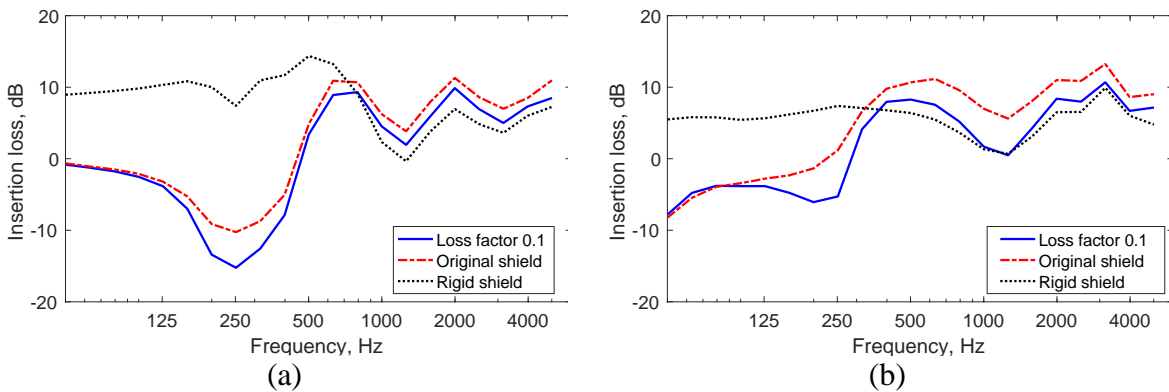 20
10
0
-10
-20
Insertion loss, dB
125 250 500 1000 2000 4000
Frequency, Hz
Loss factor 0.1
Original shield
Rigid shield
(a)
20
10
0
-10
-20
Insertion loss, dB
125 250 500 1000 2000 4000
Frequency, Hz
Loss factor 0.1
Original shield
Rigid shield
(b)